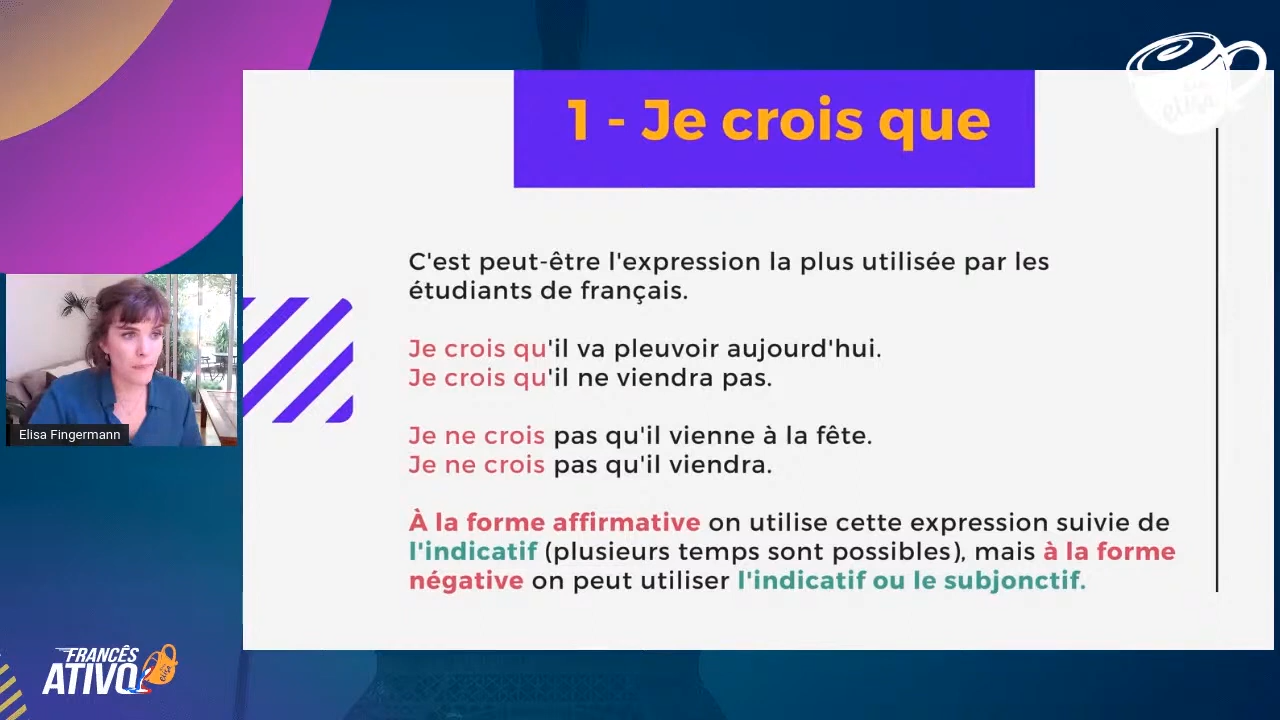 1 - Je crois que
elisa
C'est peut-être l'expression la plus utilisée par les
étudiants de français.
Je crois qu'il va pleuvoir aujourd'hui.
Je crois qu'il ne viendra pas.
Elisa Fingermann
Je ne crois pas qu'il vienne à la fête.
Je ne crois pas qu'il viendra.
À la forme affirmative on utilise cette expression suivie de
l'indicatif (plusieurs temps sont possibles), mais à la forme
négative on peut utiliser l'indicatif ou le subjonctif.
FRANCÊS
ATIVO